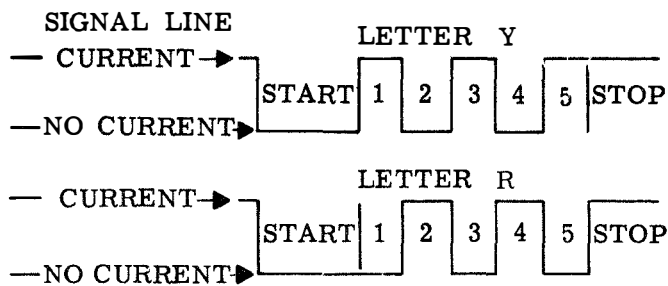 SIGNAL LINE
LETTER Y
CURRENT
START 1 2 3 4 5 STOP
NO CURRENT
LETTER R
CURRENT
START 1 2 3 4 5 STOP
NO CURRENT